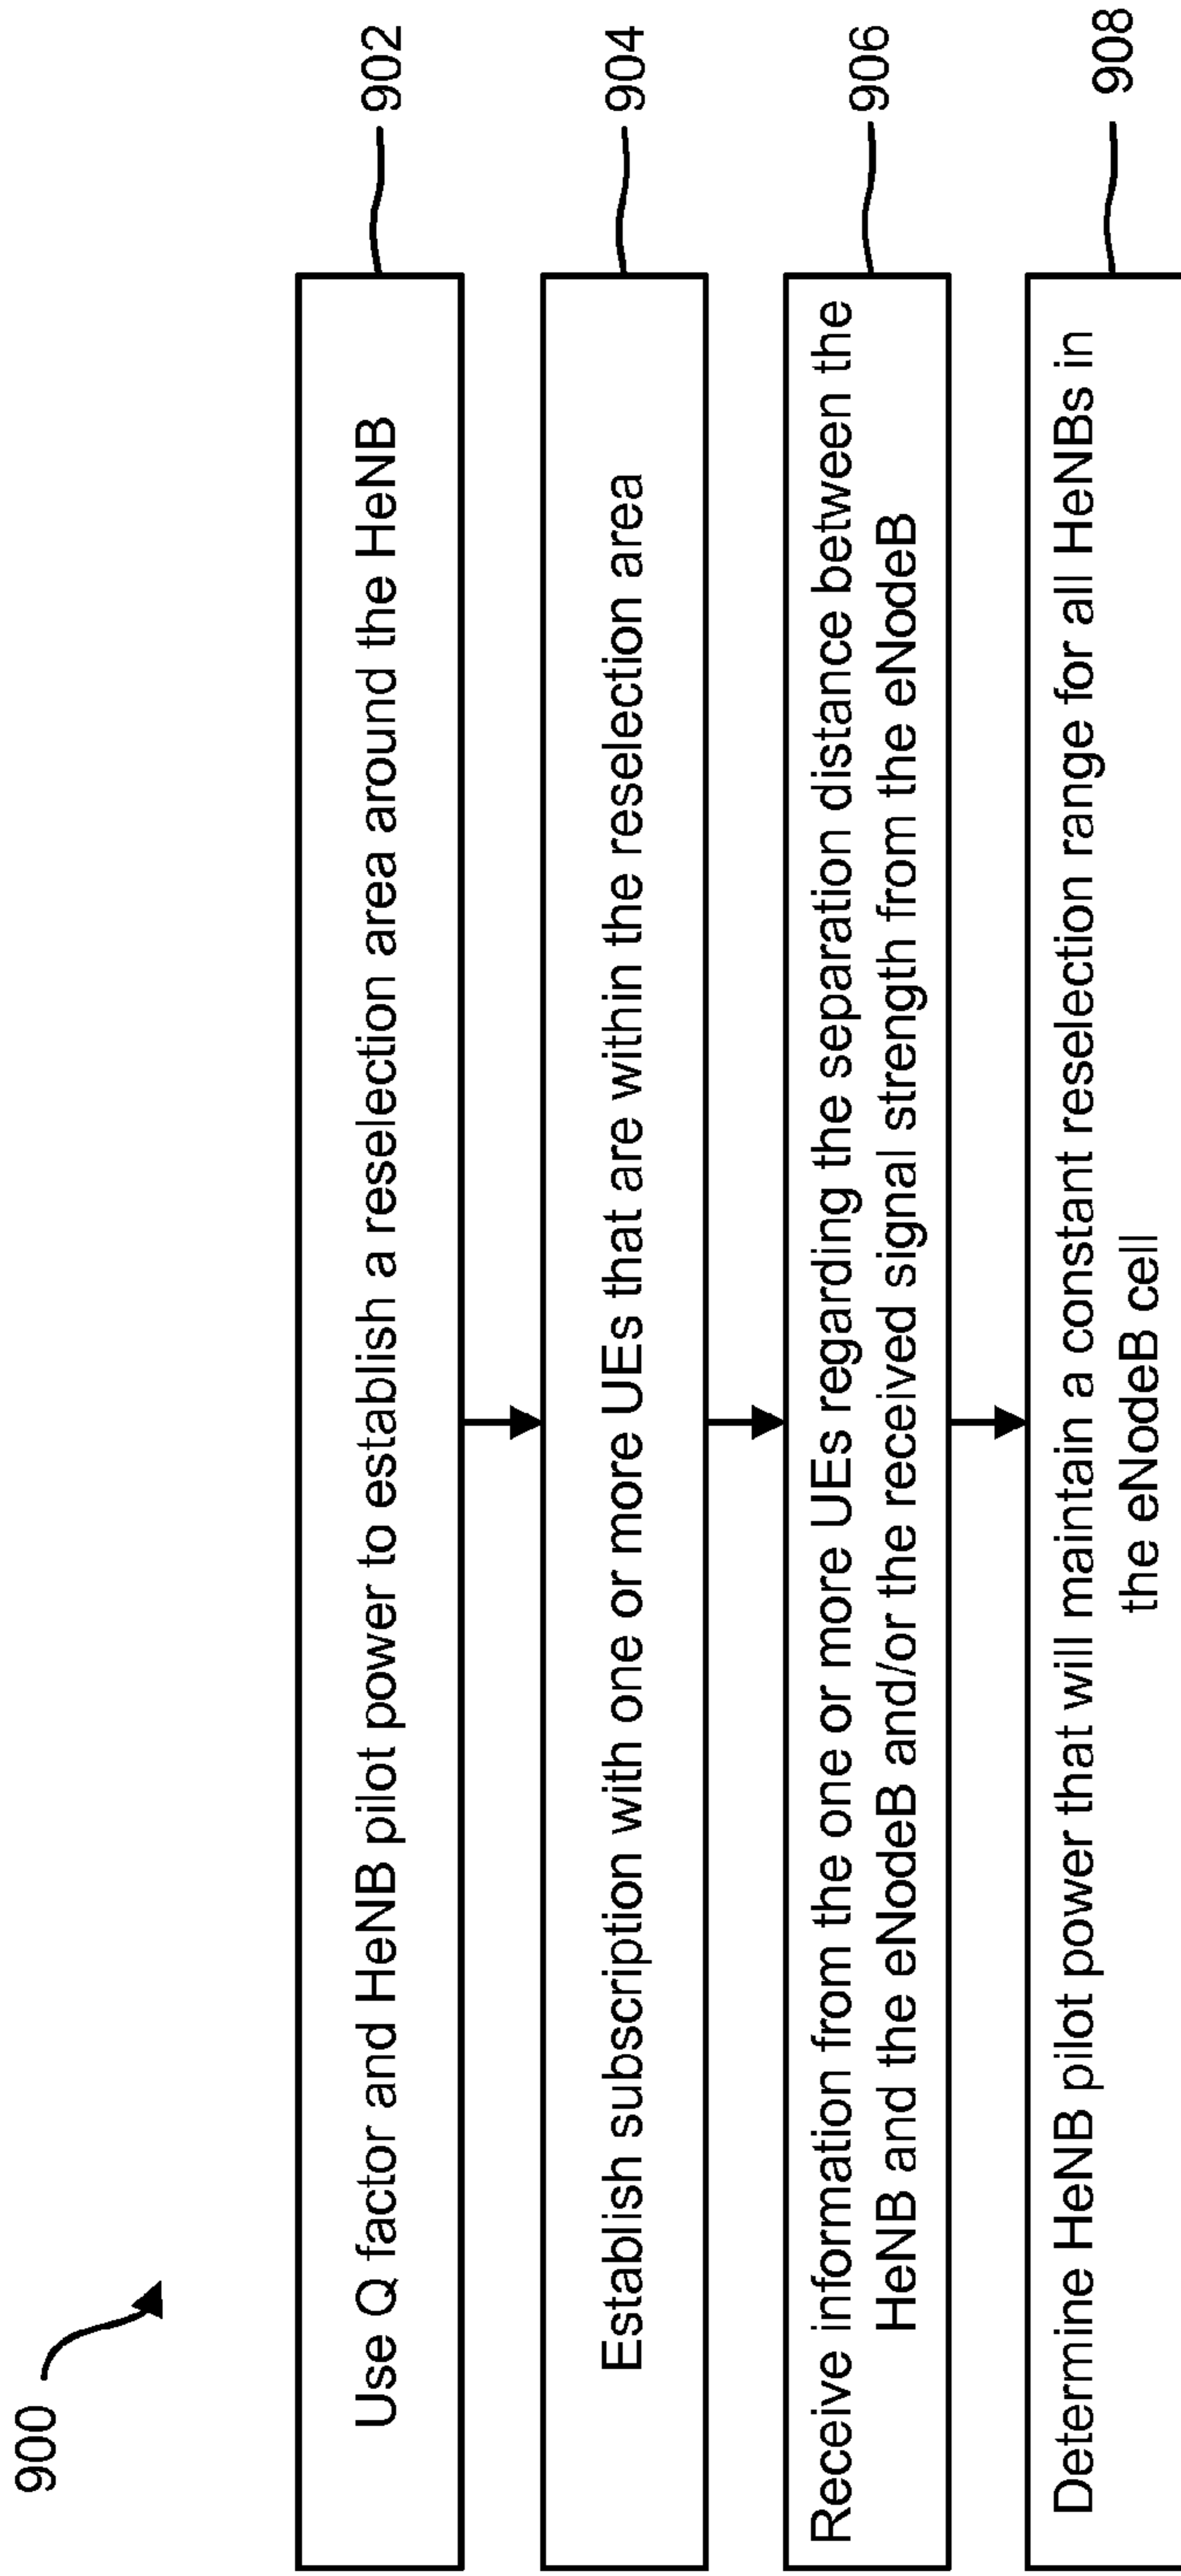 900
Use Q factor and HeNB pilot power to establish a reselection area around the HeNB
902
Establish subscription with one or more UEs that are within the reselection area
904
Receive information from the one or more UEs regarding the separation distance between the
HeNB and the eNodeB and/or the received signal strength from the eNodeB
906
Determine HeNB pilot power that will maintain a constant reselection range for all HeNBs in
the eNodeB cell
908